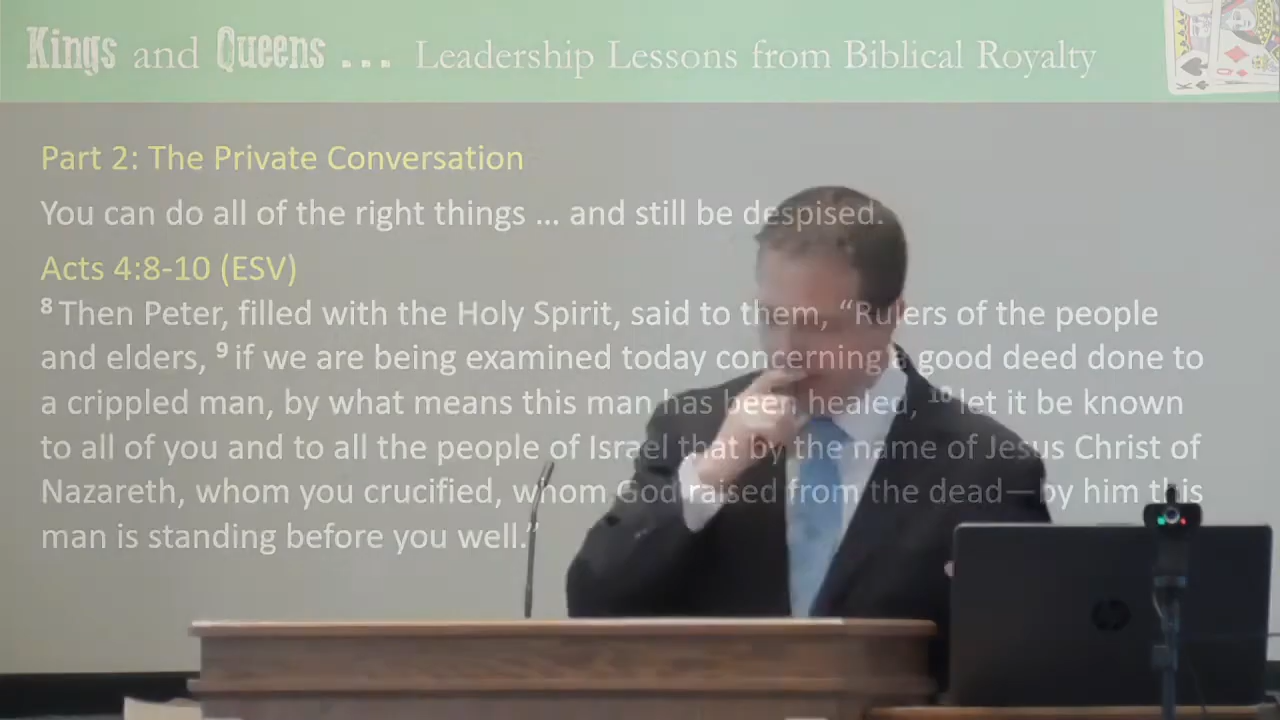 Kings and Queens ... Leadership Lessons from Biblical Royalty
Part 2: The Private Conversation
You can do all of the right things ... and still be despised.
Acts 4:8-10 (ESV)
8 Then Peter, filled with the Holy Spirit, said to them, “Rulers of the people
and elders, 9 if we are being examined today concerning a good deed done to
a crippled man, by what means this man has been healed, 10 let it be known
to all of you and to all the people of Israel that by the name of Jesus Christ of
Nazareth, whom you crucified, whom God raised from the dead—by him this
man is standing before you well.”
K
Q
hp